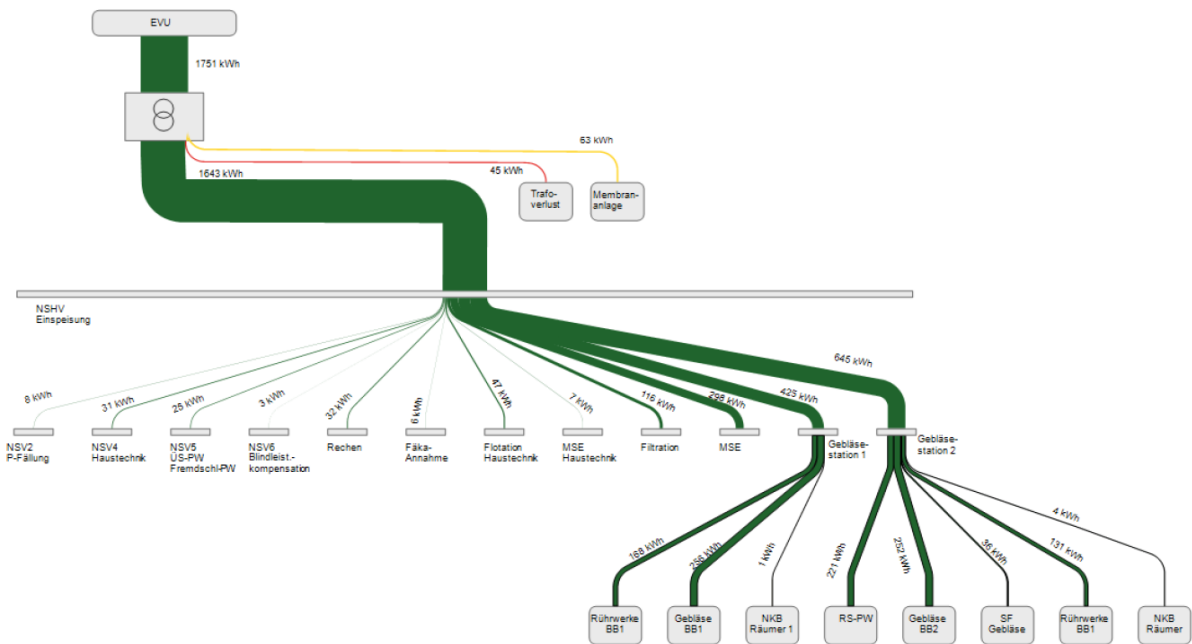 EVU
1751 kWh
63 kWh
45 kWh
1643 kWh
Trafo-
verlust
Membran-
anlage
NSHV
Einspeisung
645 kWh
425 kWh
298 kWh
116 kWh
7 kWh
47 kWh
6 kWh
32 kWh
3 kWh
25 kWh
31 kWh
8 kWh
NSV2
P-Fällung
NSV4
Haustechnik
NSV5
ÜS-PW
Fremdschl-PW
NSV6
Blindleist.-
kompensation
Rechen
Fäka-
Annahme
Flotation
Haustechnik
MSE
Haustechnik
Filtration
MSE
Gebläse-
station 1
Gebläse-
station 2
168 kWh
256 kWh
1 kWh
221 kWh
252 kWh
36 kWh
131 kWh
4 kWh
Rührwerke
BB1
Gebläse
BB1
NKB
Räumer 1
RS-PW
Gebläse
BB2
SF
Gebläse
Rührwerke
BB1
NKB
Räumer